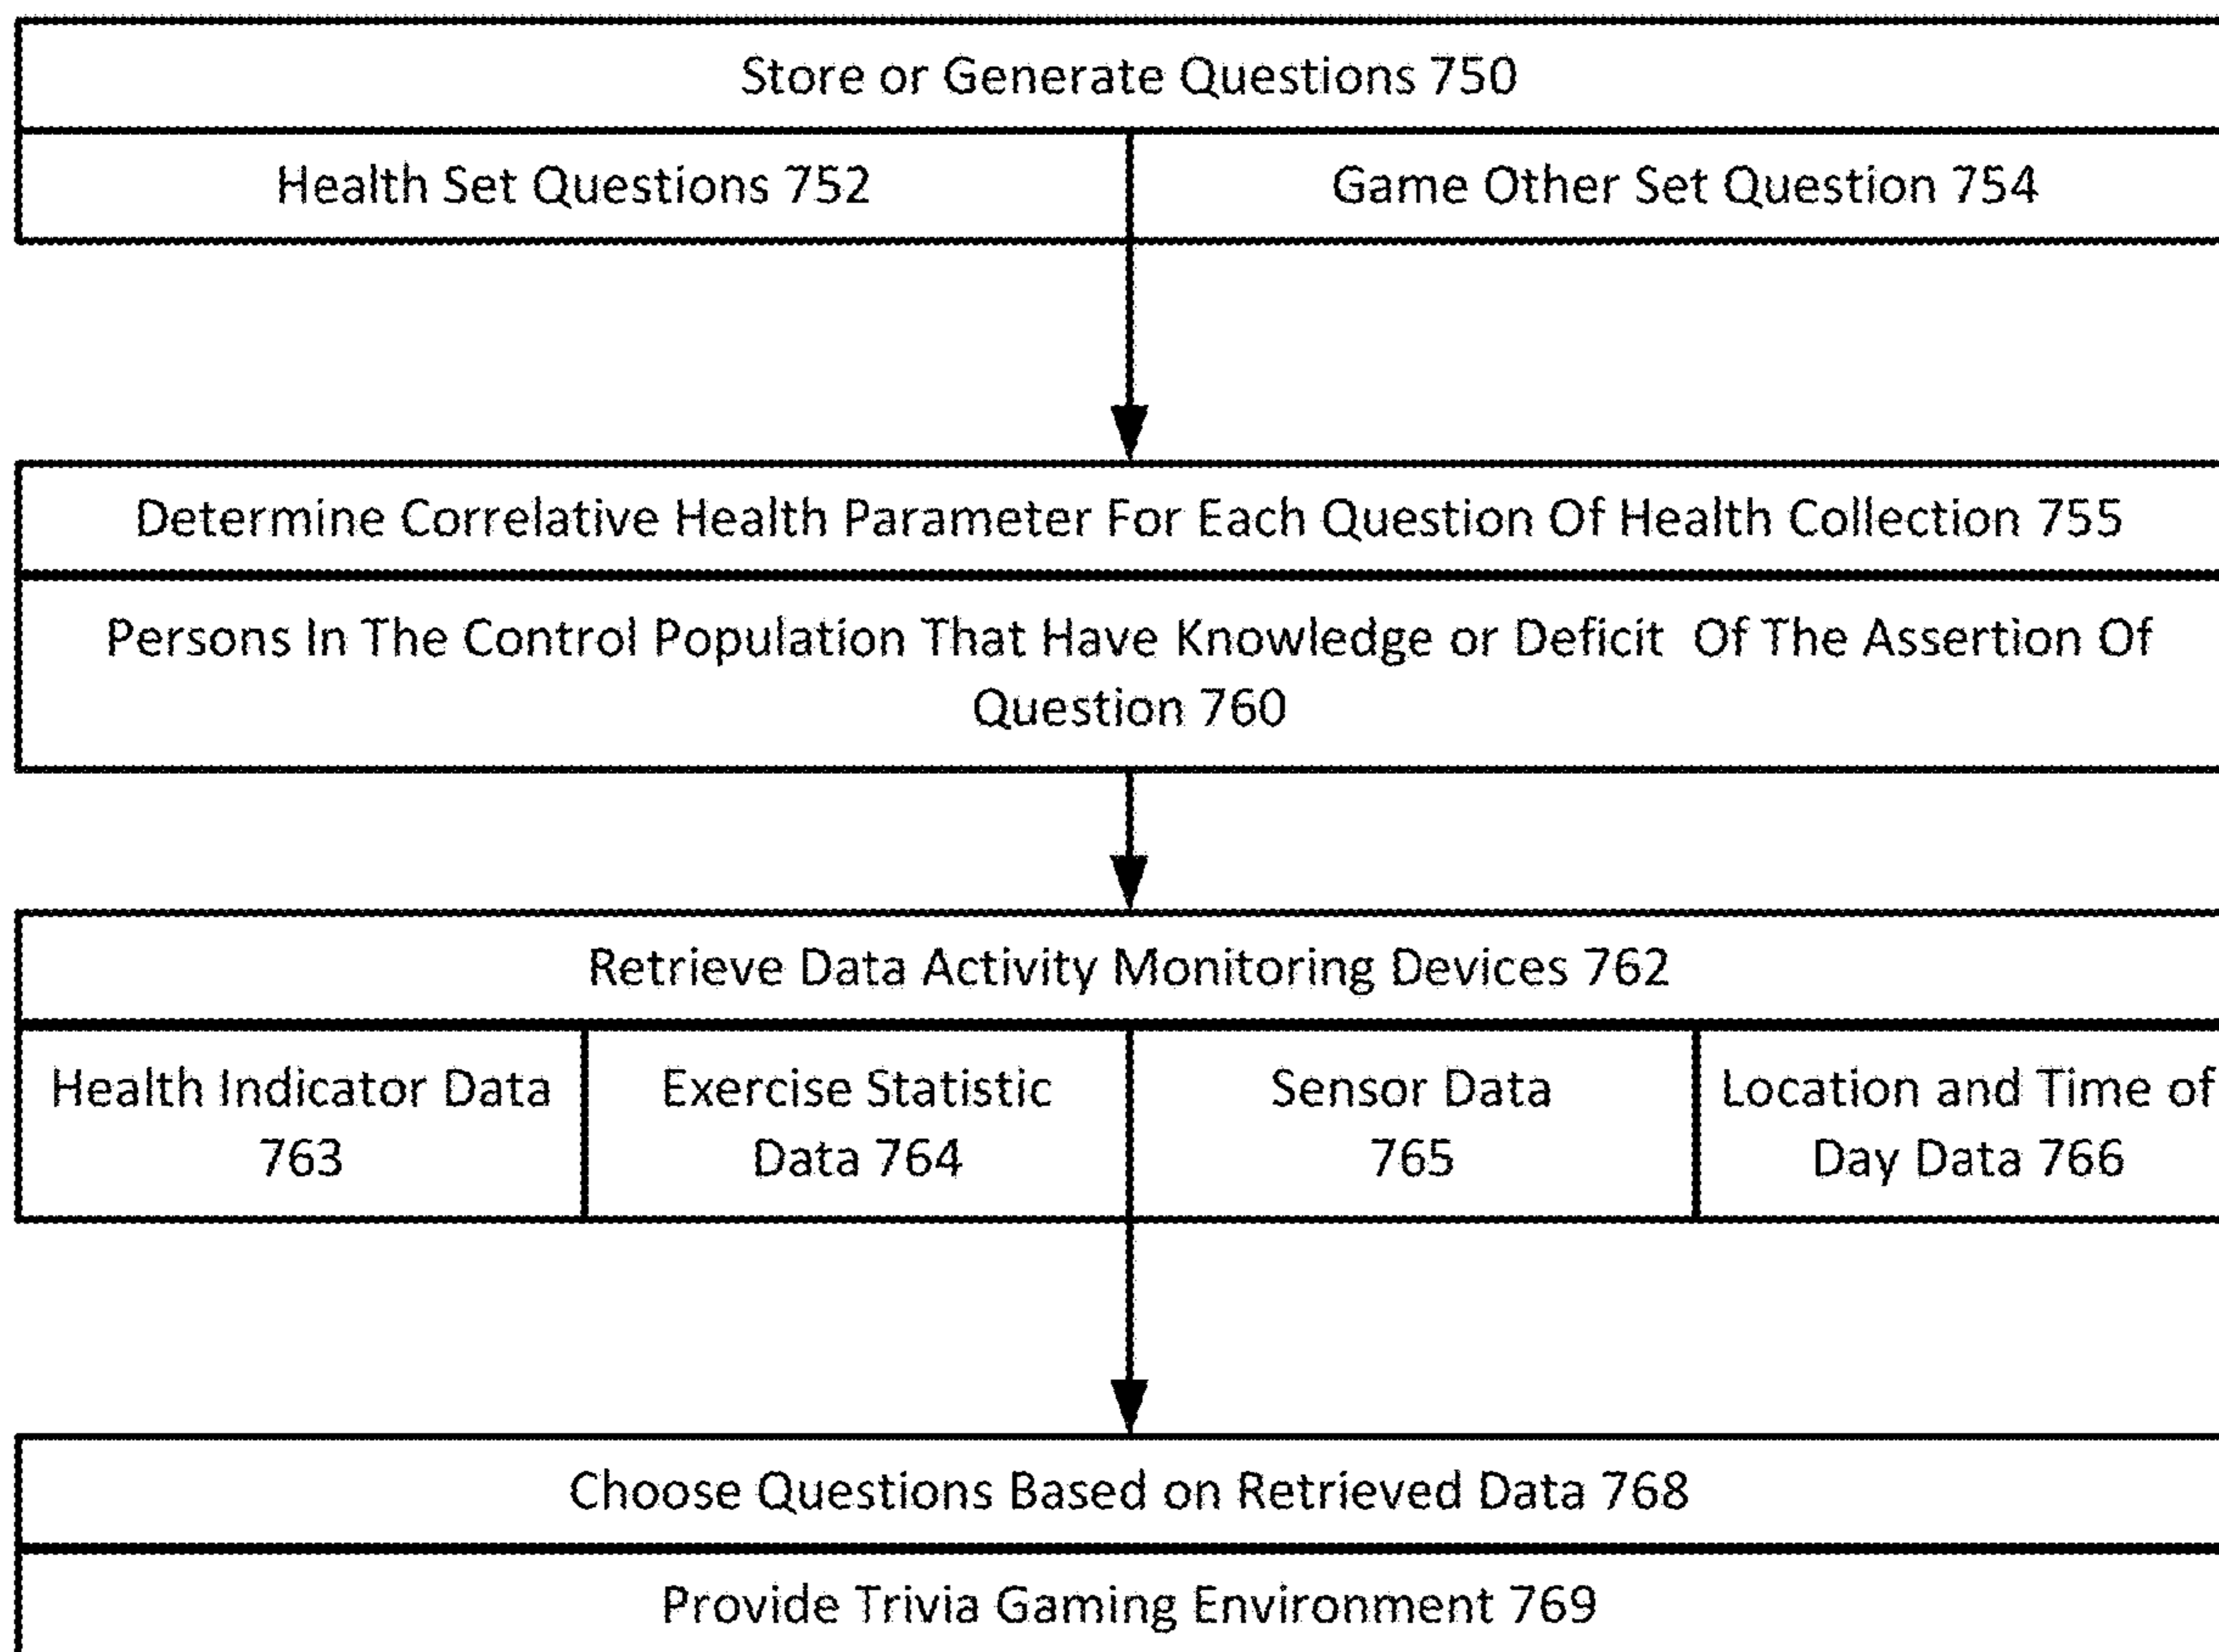 Store or Generate Questions 750
Health Set Questions 752
Game Other Set Question 754
Determine Correlative Health Parameter For Each Question Of Health Collection 755
Persons In The Control Population That Have Knowledge or Deficit Of The Assertion Of
Question 760
Retrieve Data Activity Monitoring Devices 762
Health Indicator Data
763
Exercise Statistic
Data 764
Sensor Data
765
Location and Time of
Day Data 766
Choose Questions Based on Retrieved Data 768
Provide Trivia Gaming Environment 769